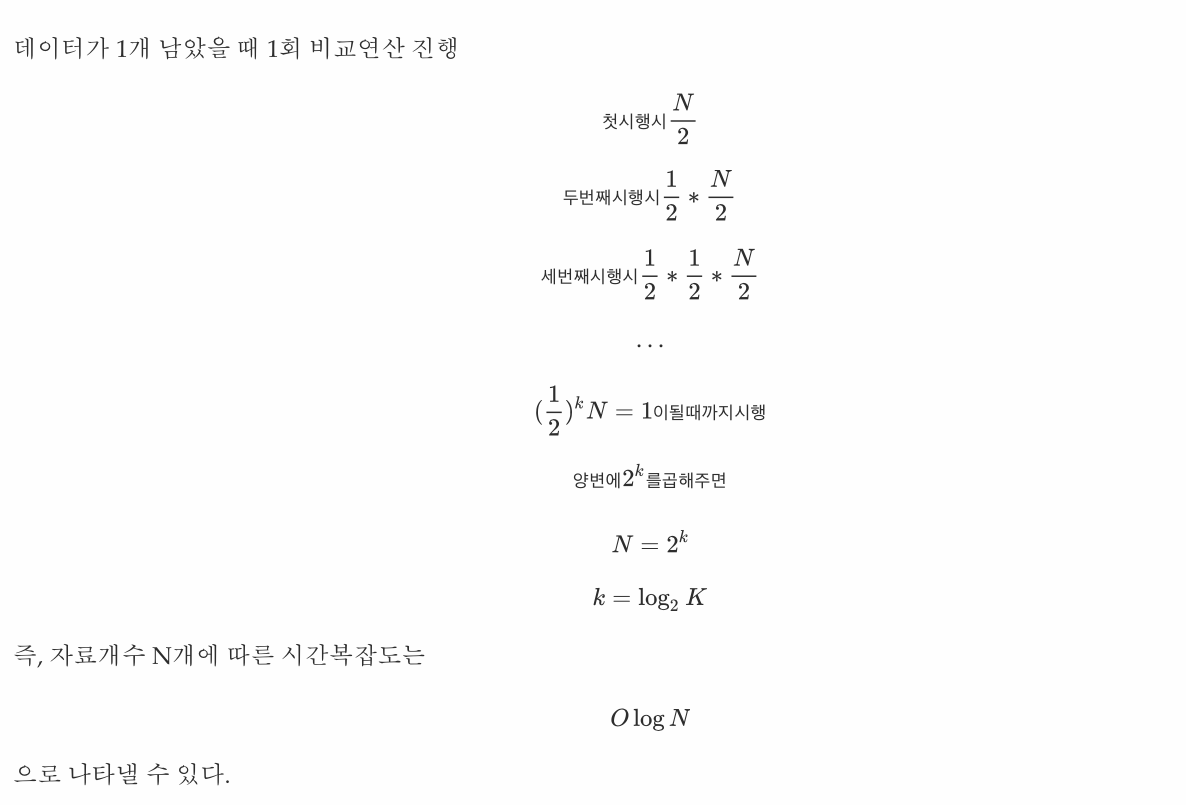 데이터가 1개 남았을 때 1회 비교연산 진행
첫시행시 \frac{N}{2}
두번째시행시 \frac{1}{2} * \frac{N}{2}
세번째시행시 \frac{1}{2} * \frac{1}{2} * \frac{N}{2}
...
(\frac{1}{2})^k N = 1이될때까지시행
양변에 2^k 를곱해주면
N = 2^k
k = \log_2 K
즉, 자료개수 N개에 따른 시간복잡도는
O \log N
으로 나타낼 수 있다.